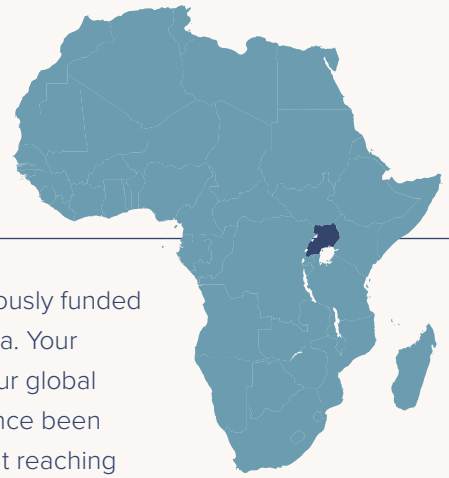 ously funded
a. Your
ur global
nce been
t reaching